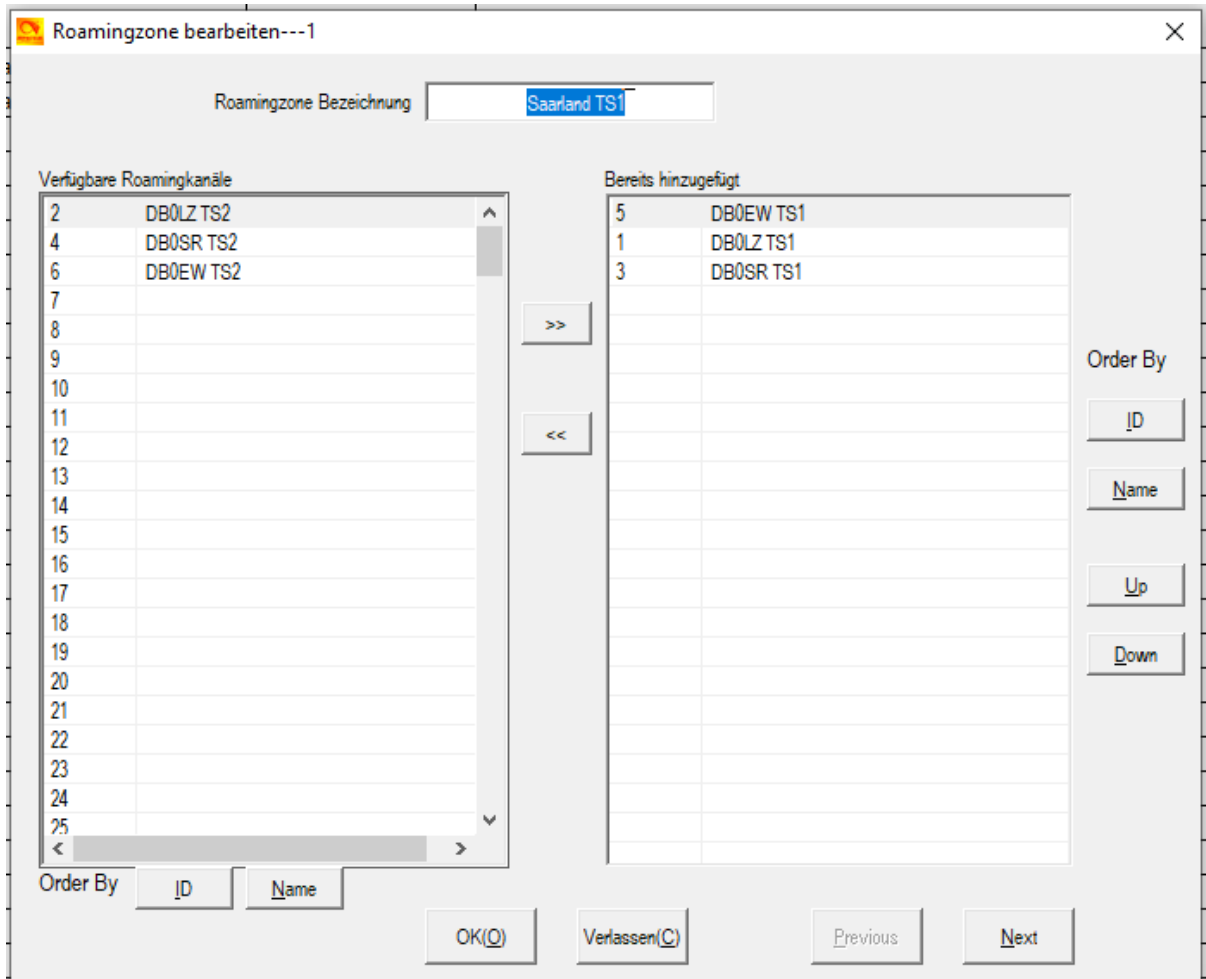 Roamingzone bearbeiten---1
Roamingzone Bezeichnung Saarland TS1
Verfügbare Roamingkanäle
2 DB0LZ TS2
4 DB0SR TS2
6 DB0EW TS2
7
8
9
10
11
12
13
14
15
16
17
18
19
20
21
22
23
24
25
Order By ID Name
>>
<<
Bereits hinzugefügt
5 DB0EW TS1
1 DB0LZ TS1
3 DB0SR TS1
Order By
ID
Name
Up
Down
OK(O) Verlassen(C) Previous Next